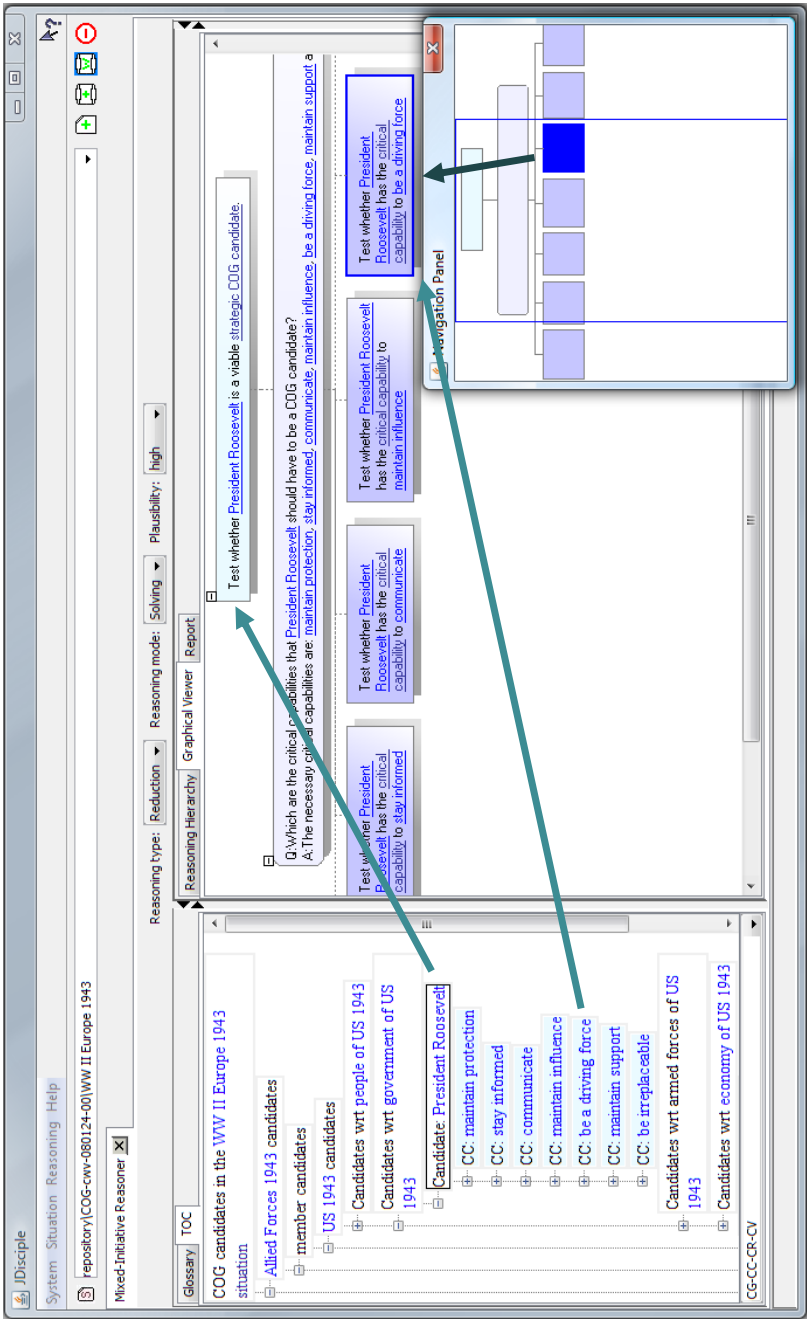 JDisciple
System Situation Reasoning Help
repository\COG-cwv-080124-00\WW II Europe 1943
Mixed-Initiative Reasoner
Reasoning type: Reduction Reasoning mode: Solving Plausibility: high
Glossary TOC
COG candidates in the WW II Europe 1943
situation
Allied Forces 1943 candidates
member candidates
US 1943 candidates
Candidates wrt people of US 1943
Candidates wrt government of US
1943
Candidate: President Roosevelt
CC: maintain protection
CC: stay informed
CC: communicate
CC: maintain influence
CC: be a driving force
CC: maintain support
CC: be irreplaceable
Candidates wrt armed forces of US
1943
Candidates wrt economy of US 1943
CG-CC-CR-CV
Reasoning Hierarchy Graphical Viewer Report
Test whether President Roosevelt is a viable strategic COG candidate.
Q:Which are the critical capabilities that President Roosevelt should have to be a COG candidate?
A:The necessary critical capabilities are: maintain protection, stay informed, communicate, maintain influence, be a driving force, maintain support a
Test whether President
Roosevelt has the critical
capability to stay informed
Test whether President
Roosevelt has the critical
capability to communicate
Test whether President Roosevelt
has the critical capability to
maintain influence
Test whether President
Roosevelt has the critical
capability to be a driving force
Navigation Panel